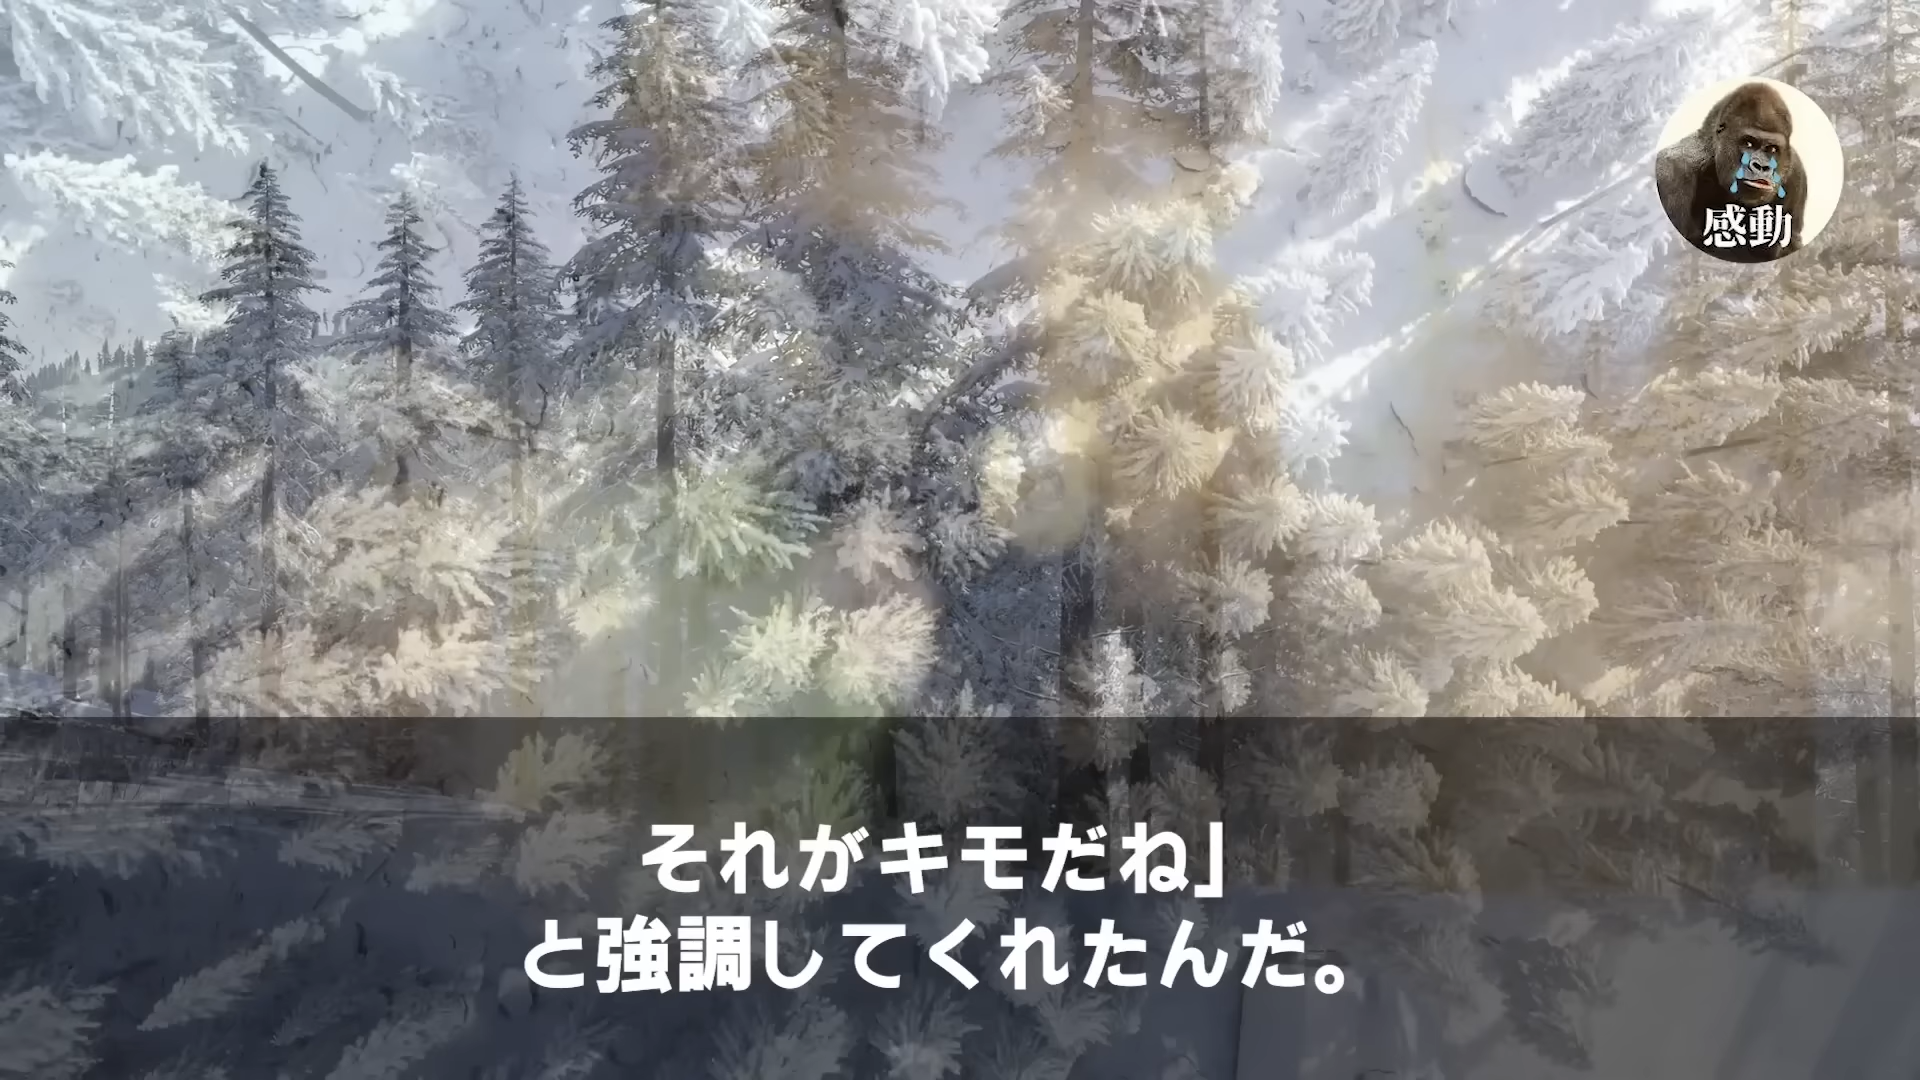 感動
それがキモだね」
と強調してくれたんだ。